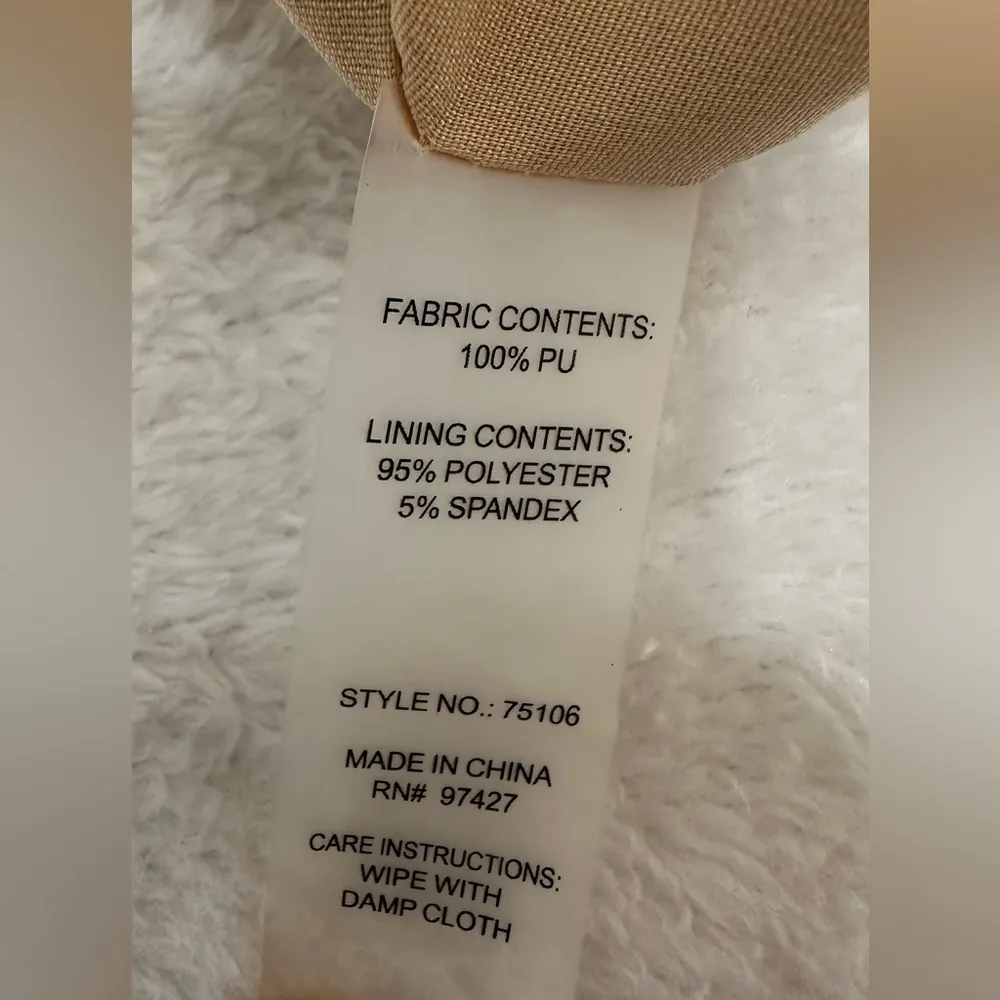 FABRIC CONTENTS:
100% PU
LINING CONTENTS:
95% POLYESTER
5% SPANDEX
STYLE NO.: 75106
MADE IN CHINA
RN# 97427
CARE INSTRUCTIONS:
WIPE WITH
DAMP CLOTH